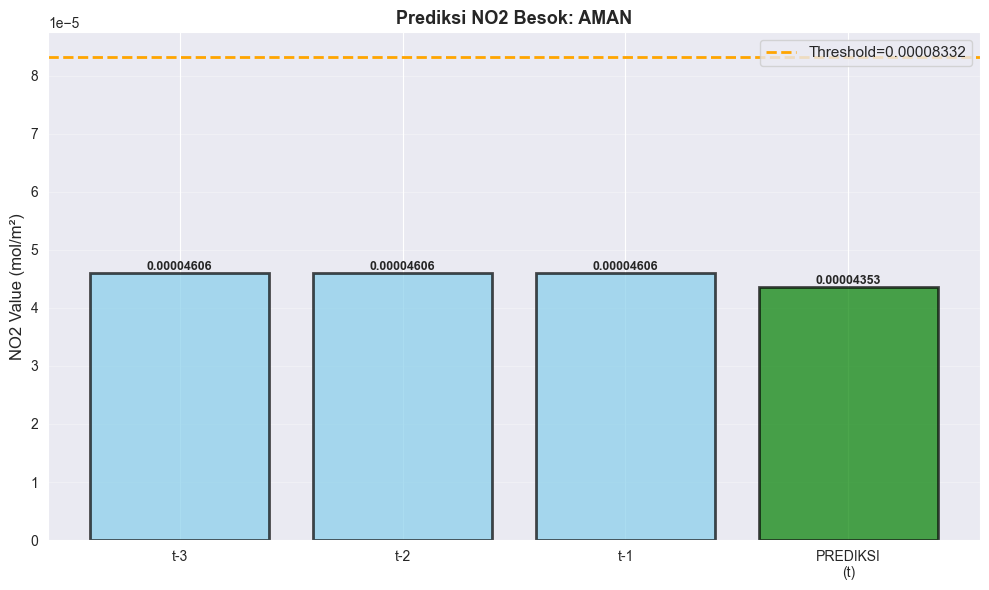 Prediksi NO2 Besok: AMAN
1e−5
Threshold=0.00008332
8
7
6
5
4
3
2
1
0
NO2 Value (mol/m²)
0.00004606
0.00004606
0.00004606
0.00004353
t-3
t-2
t-1
PREDIKSI
(t)